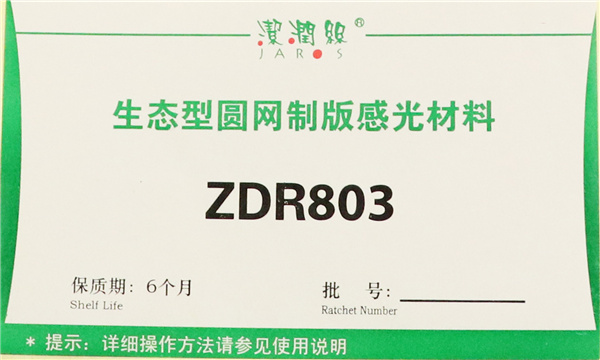 潔潤絲®
JAROS
生态型圆网制版感光材料
ZDR803
保质期: 6个月 批 号:
Shelf Life Ratchet Number
* 提示: 详细操作方法请参见使用说明